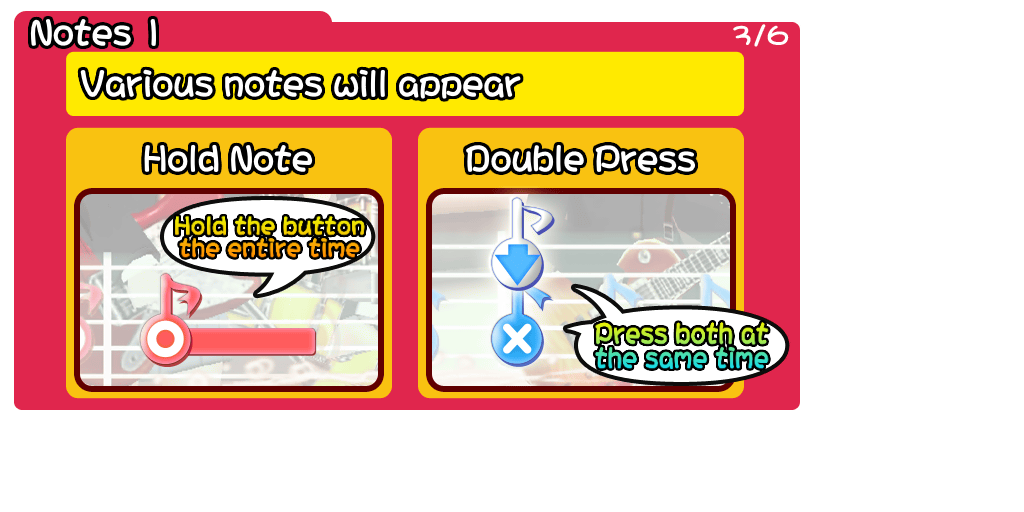 Notes 1
3/6
Various notes will appear
Hold Note
Hold the button
the entire time
Double Press
Press both at
the same time